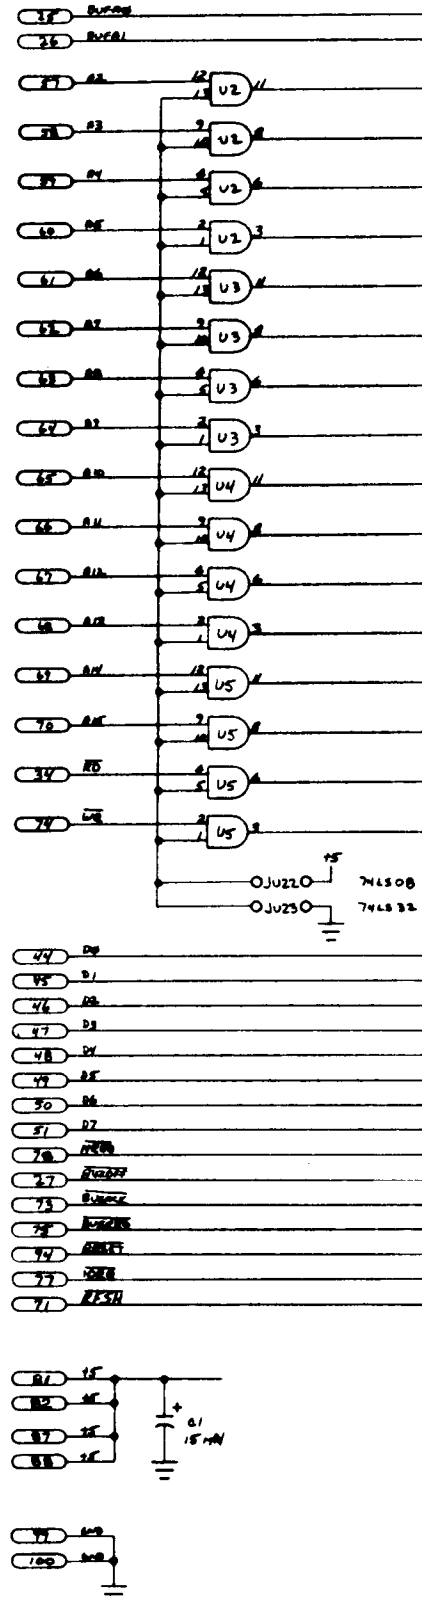 25 BUFA0
26 BUFA1
57 A2 12 13 U2 11
58 A3 9 10 U2 8
59 A4 4 5 U2 6
60 A5 2 1 U2 3
61 A6 12 13 U3 11
62 A7 9 10 U3 8
63 A8 4 5 U3 6
64 A9 2 1 U3 3
65 A10 12 13 U4 11
66 A11 9 10 U4 8
67 A12 4 5 U4 6
68 A13 2 1 U4 3
69 A14 12 13 U5 11
70 A15 9 10 U5 8
34 RD 4 5 U5 6
74 WR 2 1 U5 3
+5
JU22 74LS08
JU23 74LS32
44 D0
45 D1
46 D2
47 D3
48 D4
49 D5
50 D6
51 D7
27
73 BUSACK
75
94 RESET
77 IORQ
71 RFSH
81 +5
82 +5
87 +5
88 +5
+
15
99 GND
100 GND